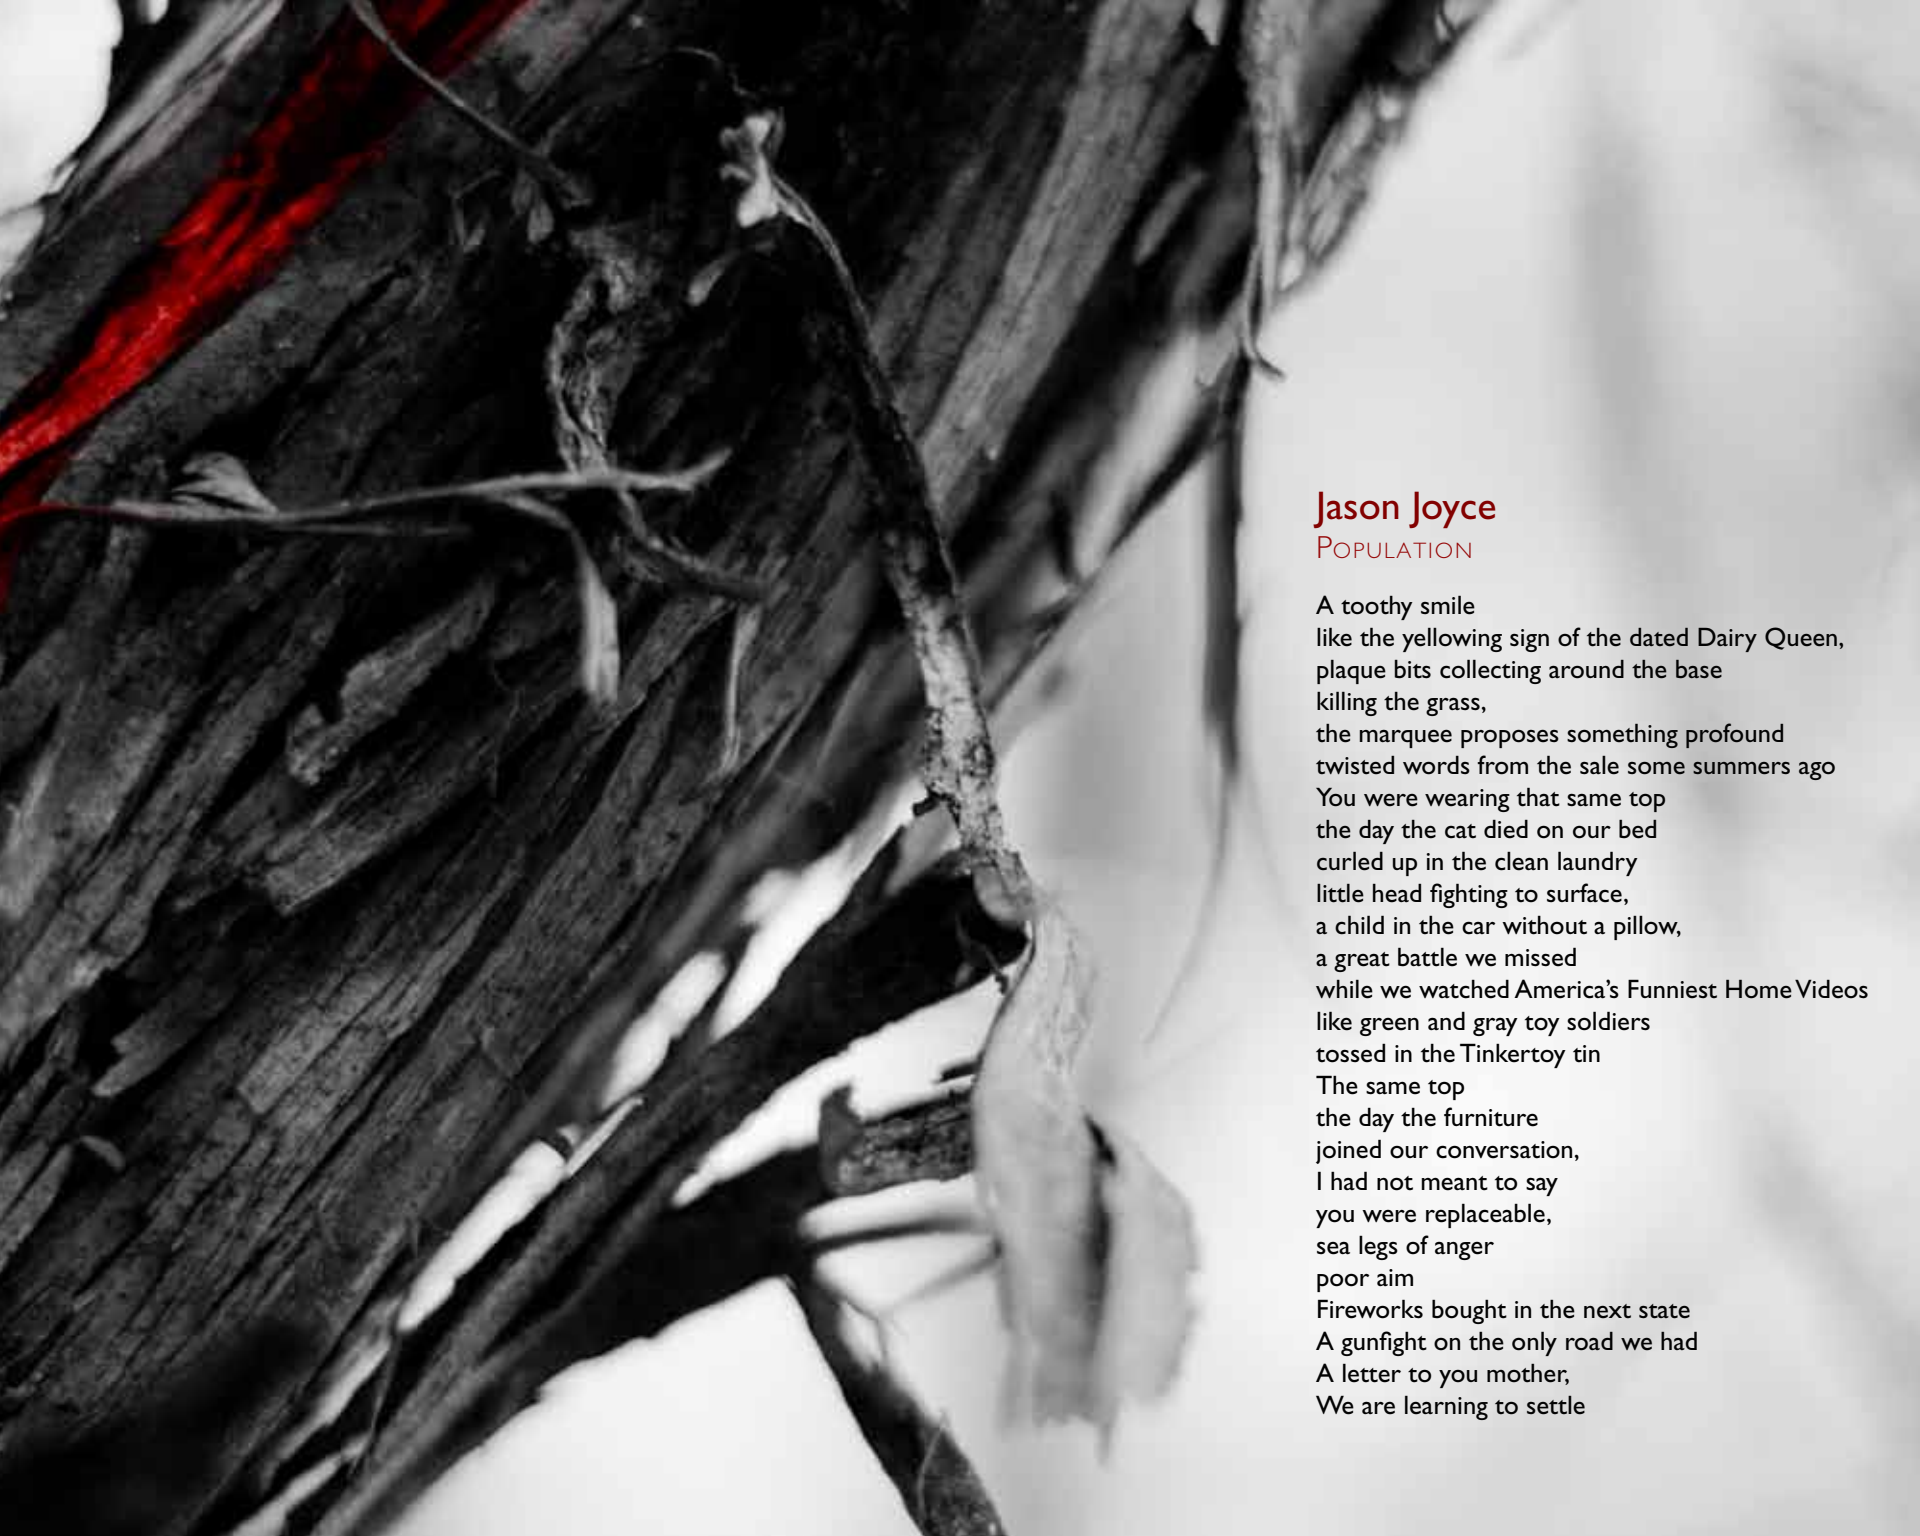 Jason Joyce
Population
A toothy smile
like the yellowing sign of the dated Dairy Queen,
plaque bits collecting around the base
killing the grass,
the marquee proposes something profound
twisted words from the sale some summers ago
You were wearing that same top
the day the cat died on our bed
curled up in the clean laundry
little head fighting to surface,
a child in the car without a pillow,
a great battle we missed
while we watched America’s Funniest Home Videos
like green and gray toy soldiers
tossed in the Tinkertoy tin
The same top
the day the furniture
joined our conversation,
I had not meant to say
you were replaceable,
sea legs of anger
poor aim
Fireworks bought in the next state
A gunfight on the only road we had
A letter to you mother,
We are learning to settle